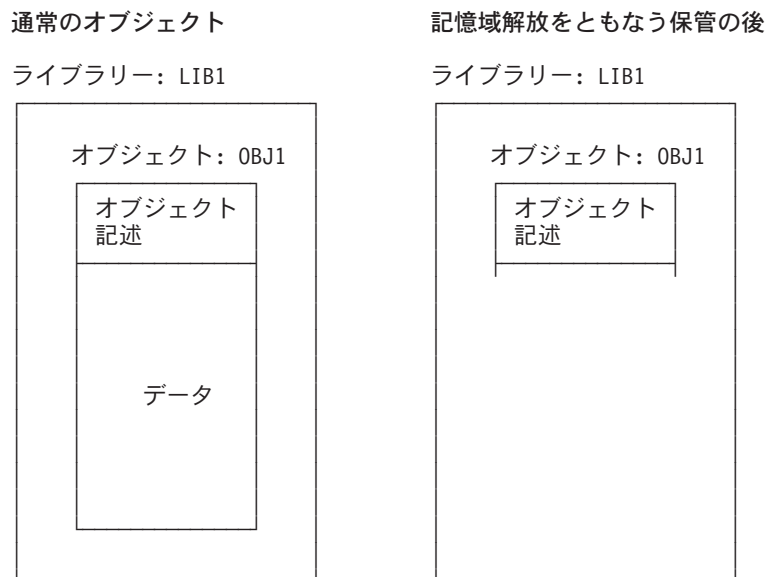 通常のオブジェクト
ライブラリー: LIB1
オブジェクト: OBJ1
オブジェクト
記述
データ
記憶域解放をともなう保管の後
ライブラリー: LIB1
オブジェクト: OBJ1
オブジェクト
記述